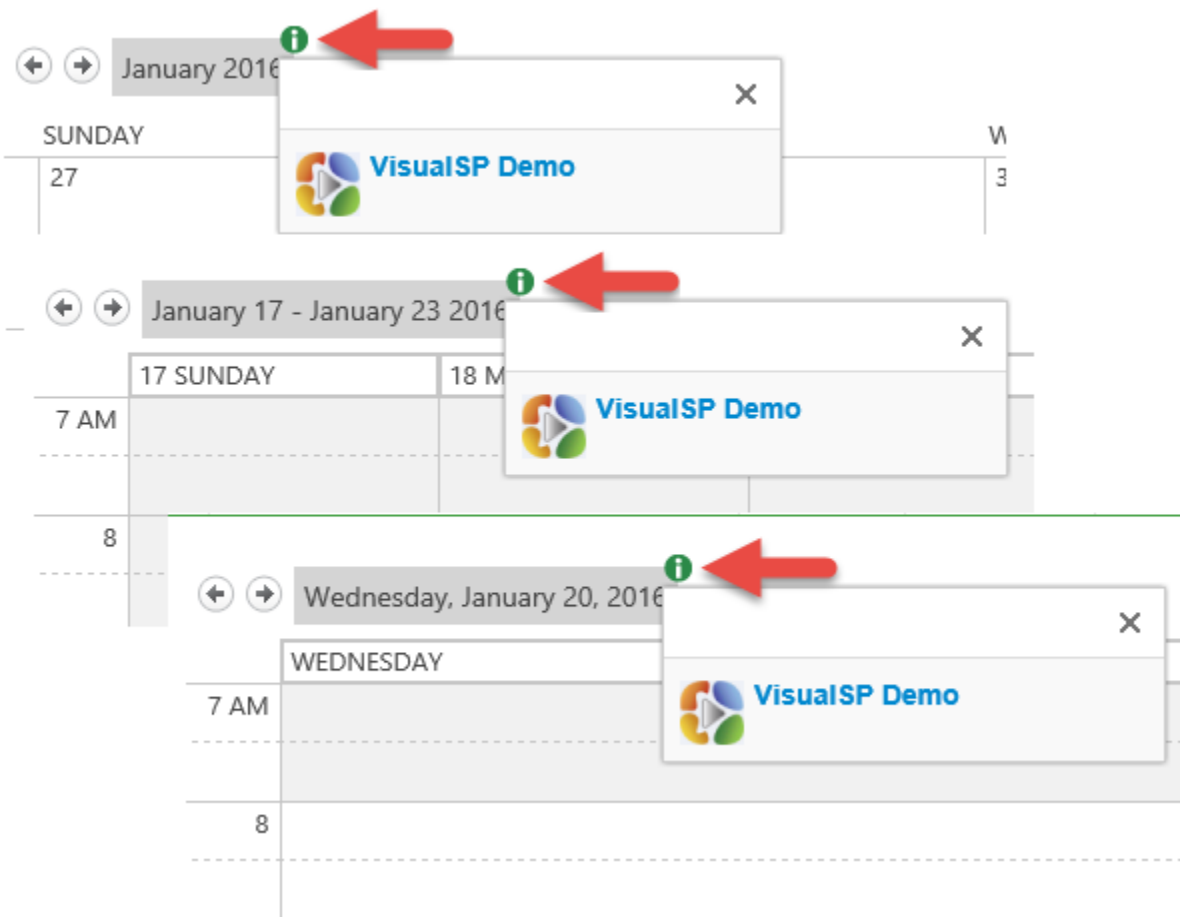 January 2016
SUNDAY
W
27
3
VisualSP Demo
January 17 - January 23 2016
17 SUNDAY
18 M
7 AM
VisualSP Demo
8
Wednesday, January 20, 2016
WEDNESDAY
7 AM
VisualSP Demo
8